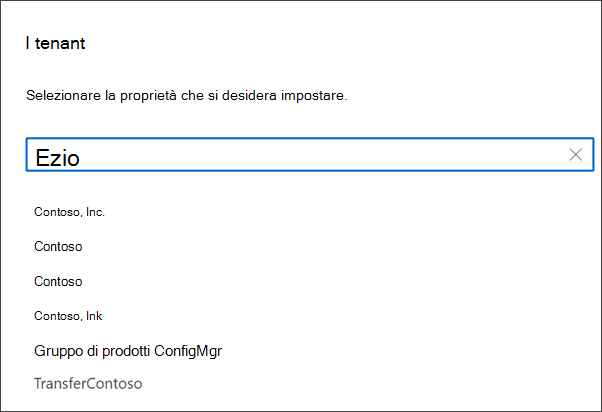 I tenant
Selezionare la proprietà che si desidera impostare.
Ezio
Contoso, Inc.
Contoso
Contoso
Contoso, Ink
Gruppo di prodotti ConfigMgr
TransferContoso